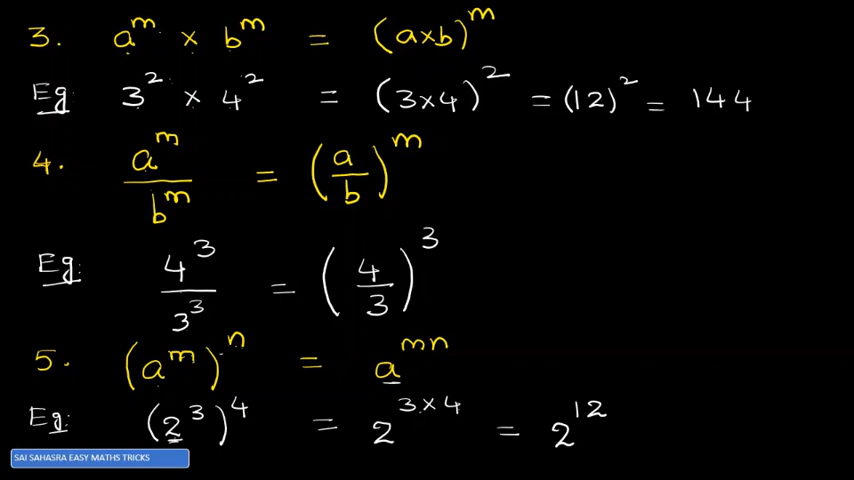 3. a^m × b^m = (a×b)^m
Eg 3^2 × 4^2 = (3×4)^2 = (12)^2 = 144
4. a^m / b^m = (a/b)^m
Eg: 4^3 / 3^3 = (4/3)^3
5. (a^m)^n = a^mn
Eg: (2^3)^4 = 2^3×4 = 2^12
SAI SAHASRA EASY MATHS TRICKS